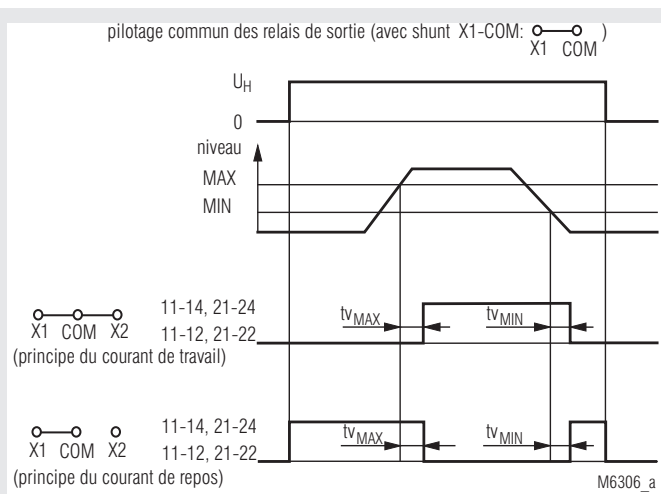 pilotage commun des relais de sortie (avec shunt X1-COM: X1 COM )
UH
0
niveau
MAX
MIN
X1 COM X2
11-14, 21-24
11-12, 21-22
(principe du courant de travail)
tvMAX
tvMIN
X1 COM X2
11-14, 21-24
11-12, 21-22
(principe du courant de repos)
tvMAX
tvMIN
M6306_a